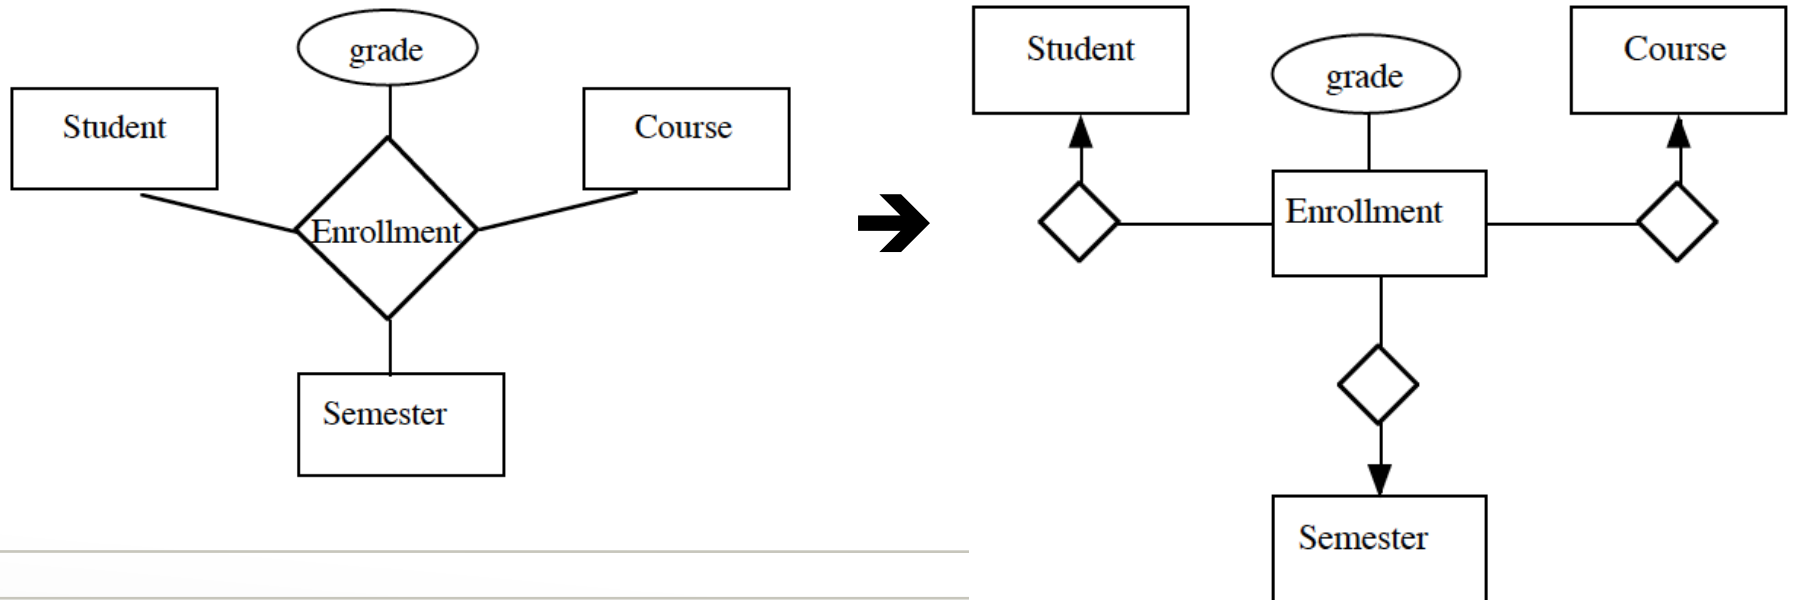 grade
Student
Course
Enrollment
Semester
Student
grade
Course
Enrollment
Semester